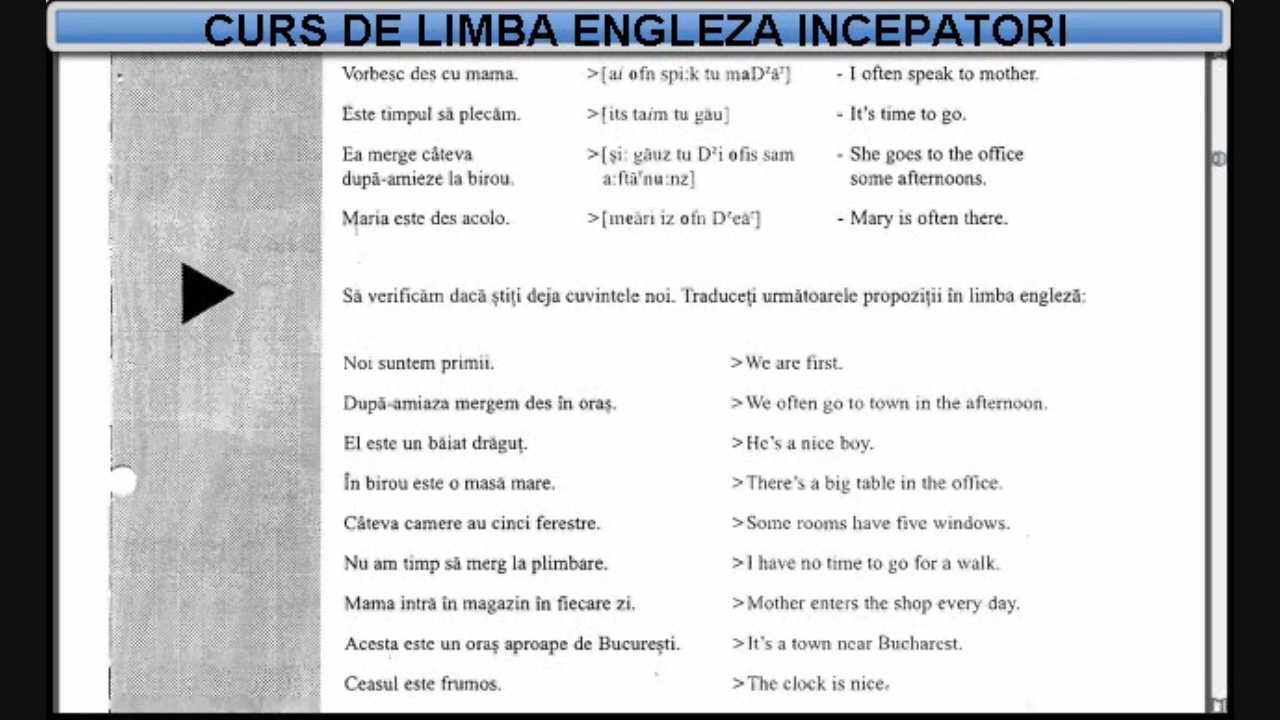 CURS DE LIMBA ENGLEZA INCEPATORI
Vorbesc des cu mama. >[ai ofn spi:k tu maDᶻăʳ] - I often speak to mother.
Este timpul să plecăm. >[its taim tu gău] - It's time to go.
Ea merge câteva >[şi: găuz tu Dᶻi ofis sam - She goes to the office
după-amieze la birou. a:ftăʳnu:nz] some afternoons.
Maria este des acolo. >[meări iz ofn Dᶻeăʳ] - Mary is often there.
Să verificăm dacă ştiţi deja cuvintele noi. Traduceţi următoarele propoziţii în limba engleză:
Noi suntem primii. >We are first.
După-amiaza mergem des în oraş. >We often go to town in the afternoon.
El este un băiat drăguţ. >He's a nice boy.
În birou este o masă mare. >There's a big table in the office.
Câteva camere au cinci ferestre. >Some rooms have five windows.
Nu am timp să merg la plimbare. >I have no time to go for a walk.
Mama intră în magazin în fiecare zi. >Mother enters the shop every day.
Acesta este un oraş aproape de Bucureşti. >It's a town near Bucharest.
Ceasul este frumos. >The clock is nice.